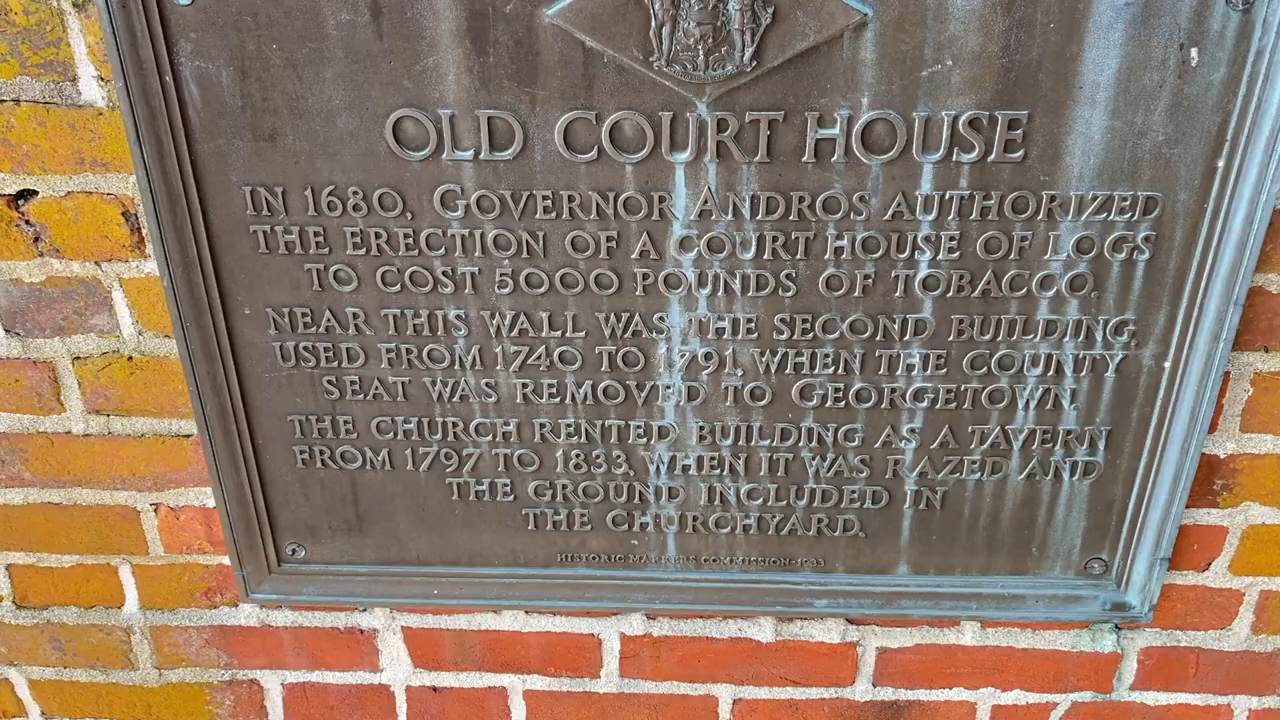 OLD COURT HOUSE
IN 1680, GOVERNOR ANDROS AUTHORIZED
THE ERECTION OF A COURT HOUSE OF LOGS
TO COST 5000 POUNDS OF TOBACCO.
NEAR THIS WALL WAS THE SECOND BUILDING,
USED FROM 1740 TO 1791, WHEN THE COUNTY
SEAT WAS REMOVED TO GEORGETOWN.
THE CHURCH RENTED BUILDING AS A TAVERN
FROM 1797 TO 1833, WHEN IT WAS RAZED AND
THE GROUND INCLUDED IN
THE CHURCHYARD.
HISTORIC MARKERS COMMISSION-1933